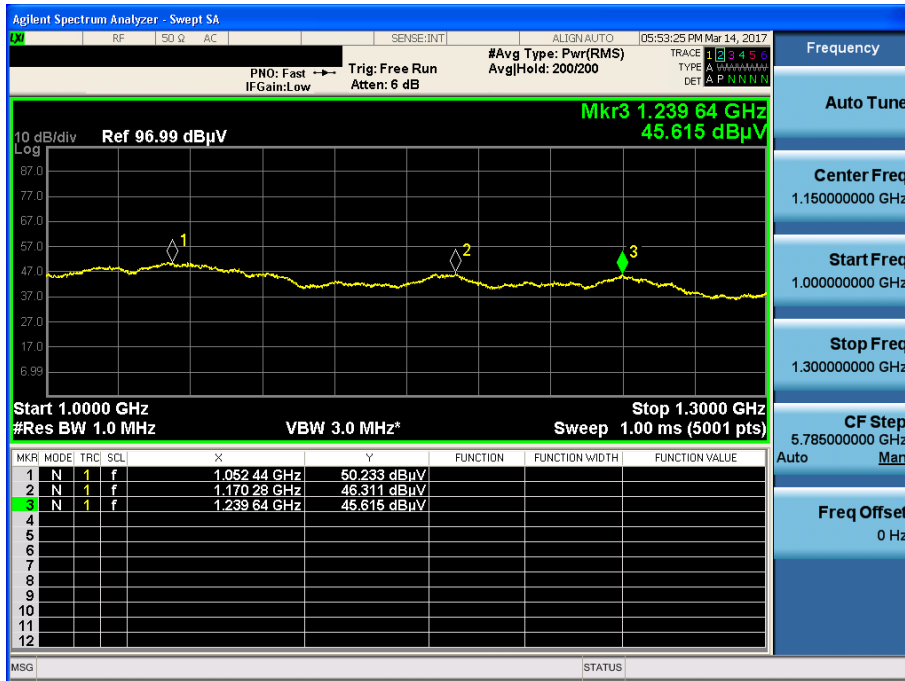 Agilent Spectrum Analyzer - Swept SA
LXI RF 50 Ω AC SENSE:INT ALIGN AUTO 05:53:25 PM Mar 14, 2017
PNO: Fast
IFGain:Low
Trig: Free Run
Atten: 6 dB
#Avg Type: Pwr(RMS)
Avg|Hold: 200/200
TRACE 1 2 3 4 5 6
TYPE A WWWWW
DET A P N N N N
Mkr3 1.239 64 GHz
45.615 dBµV
10 dB/div Ref 96.99 dBµV
Log
87.0
77.0
67.0
57.0
47.0
37.0
27.0
17.0
6.99
1
2
3
Start 1.0000 GHz Stop 1.3000 GHz
#Res BW 1.0 MHz VBW 3.0 MHz* Sweep 1.00 ms (5001 pts)
MKR MODE TRC SCL X Y FUNCTION FUNCTION WIDTH FUNCTION VALUE
1 N 1 f 1.052 44 GHz 50.233 dBµV
2 N 1 f 1.170 28 GHz 46.311 dBµV
3 N 1 f 1.239 64 GHz 45.615 dBµV
4
5
6
7
8
9
10
11
12
MSG STATUS
Frequency
Auto Tune
Center Freq
1.150000000 GHz
Start Freq
1.000000000 GHz
Stop Freq
1.300000000 GHz
CF Step
5.785000000 GHz
Auto Man
Freq Offset
0 Hz